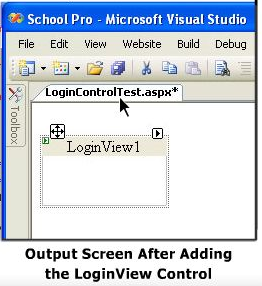 School Pro - Microsoft Visual Studio
File Edit View Website Build Debug
LoginControlTest.aspx*
Toolbox
LoginView1
Output Screen After Adding
the LoginView Control